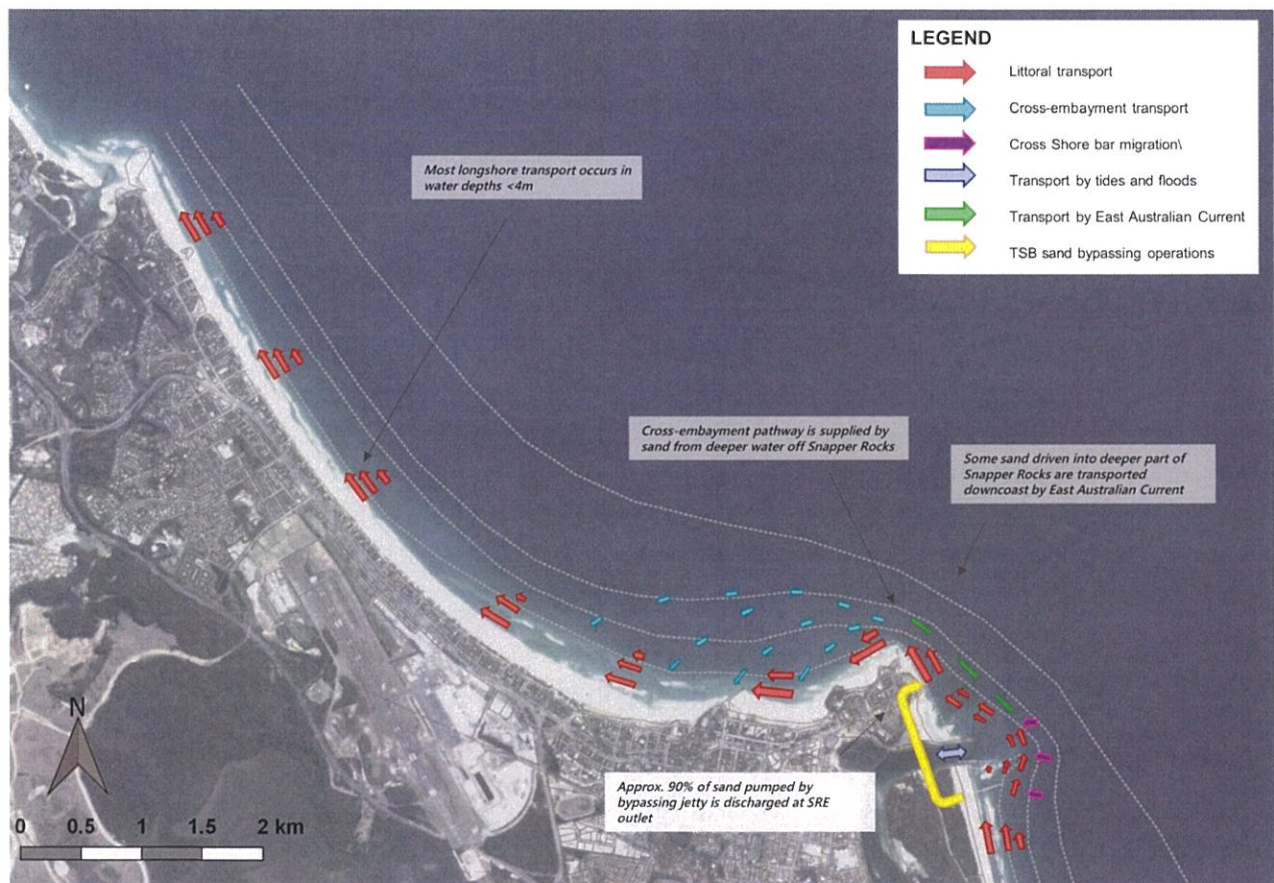 LEGEND
Littoral transport
Cross-embayment transport
Cross Shore bar migration\
Transport by tides and floods
Transport by East Australian Current
TSB sand bypassing operations
Most longshore transport occurs in
water depths <4m
Cross-embayment pathway is supplied by
sand from deeper water off Snapper Rocks
Some sand driven into deeper part of
Snapper Rocks are transported
downcoast by East Australian Current
Approx. 90% of sand pumped by
bypassing jetty is discharged at SRE
outlet
N
0 0.5 1 1.5 2 km